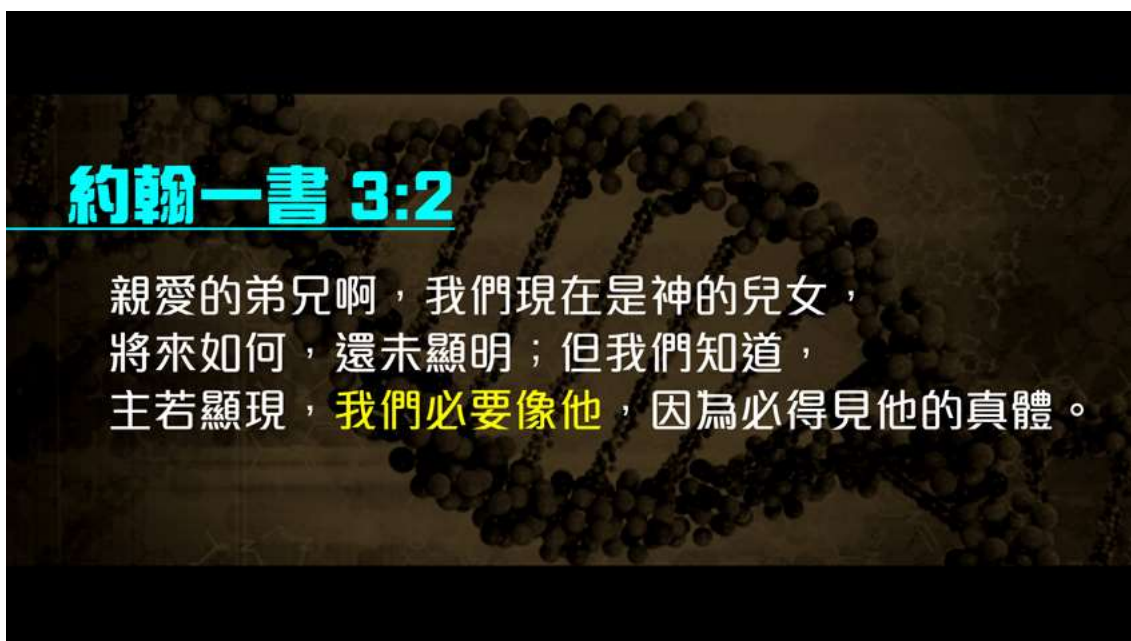 約翰一書 3:2
親愛的弟兄啊，我們現在是神的兒女，
將來如何，還未顯明；但我們知道，
主若顯現，我們必要像他，因為必得見他的真體。